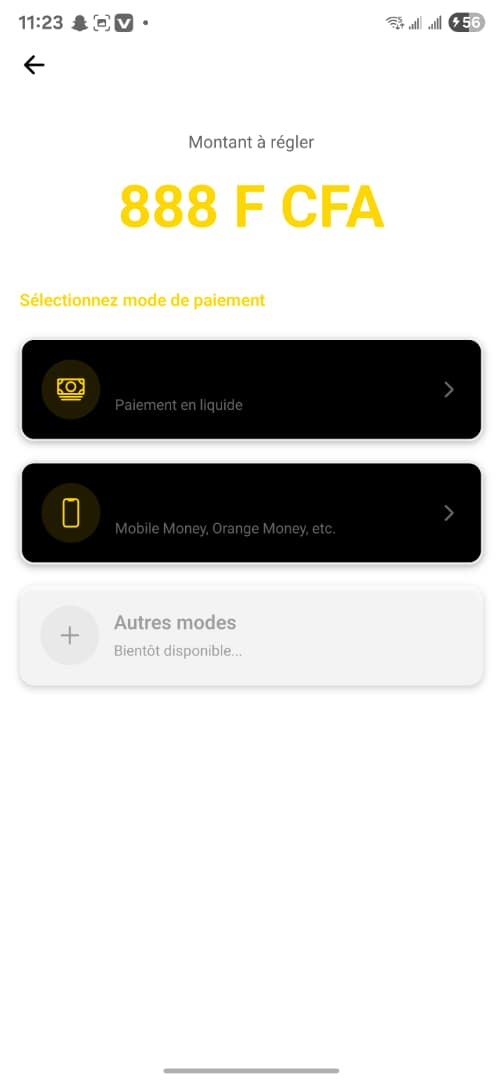 11:23
56
Montant à régler
888 F CFA
Sélectionnez mode de paiement
Paiement en liquide
Mobile Money, Orange Money, etc.
Autres modes
Bientôt disponible...